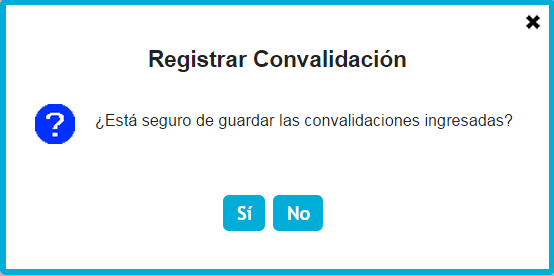 Registrar Convalidación
¿Está seguro de guardar las convalidaciones ingresadas?
Sí No